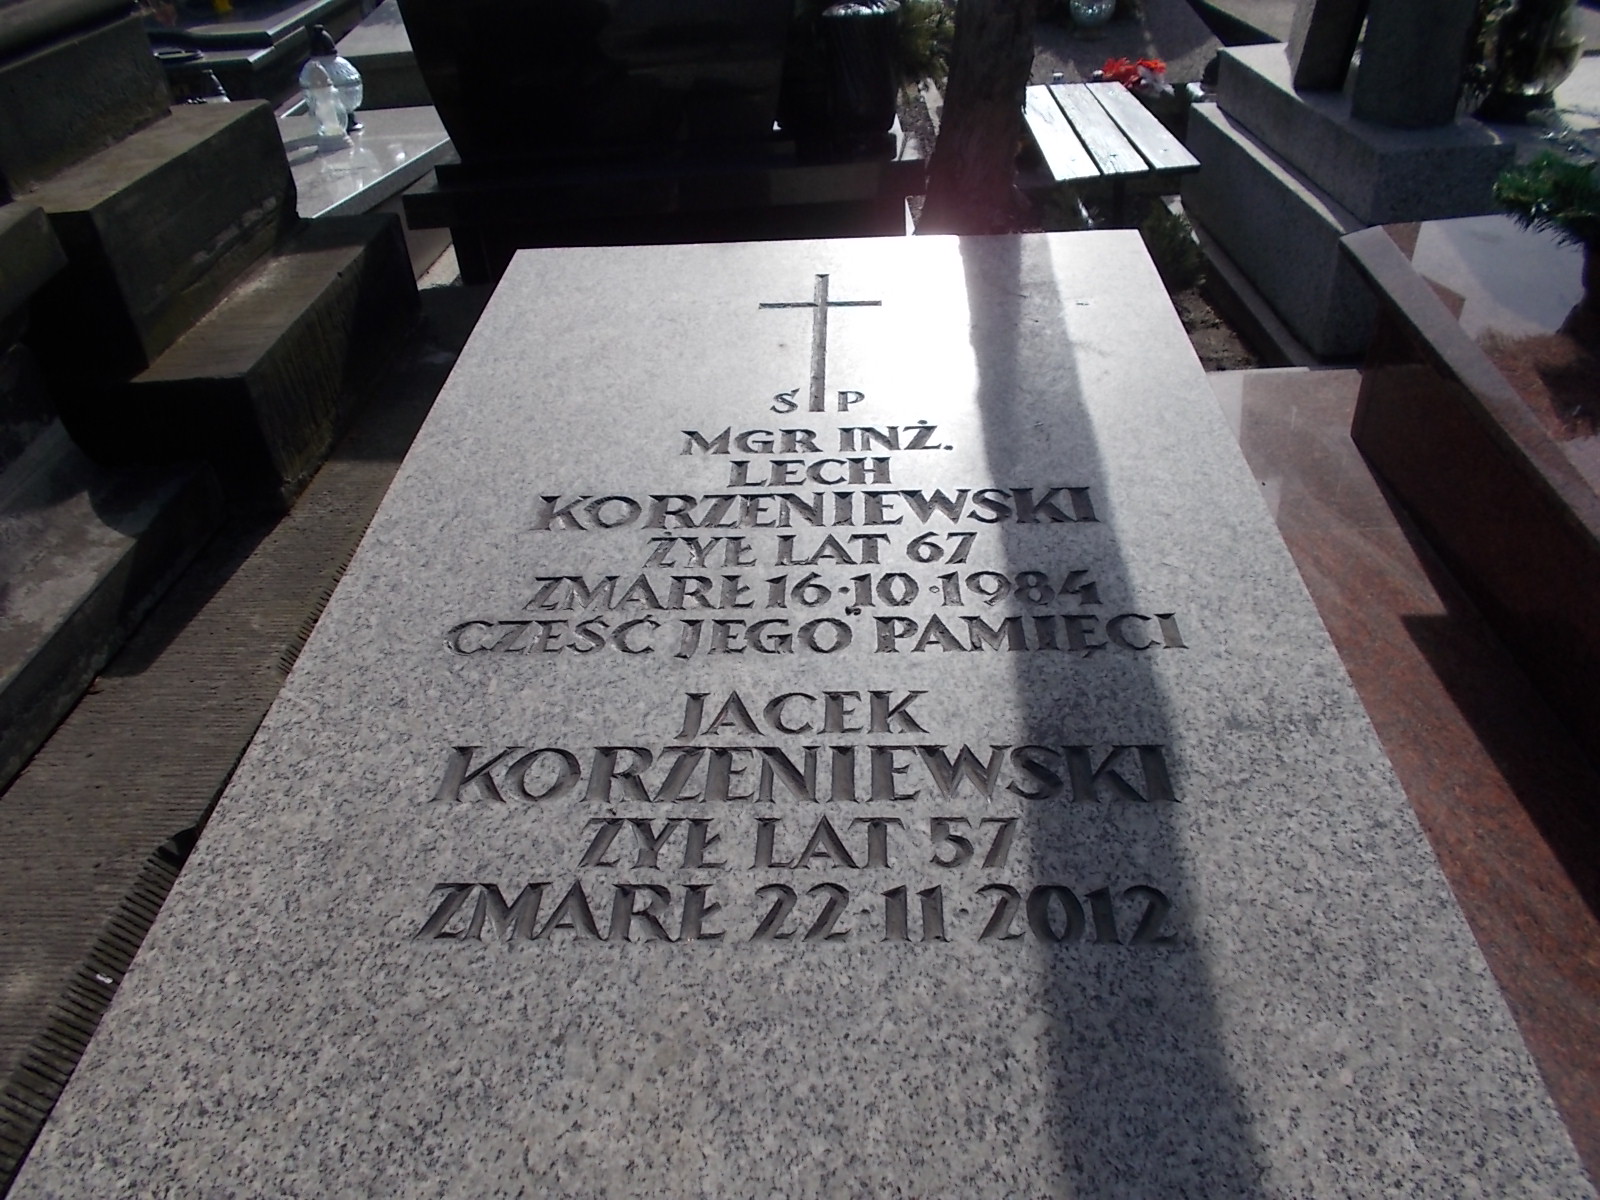 Ś P
MGR INŻ.
LECH
KORZENIEWSKI
ŻYŁ LAT 67
ZMARŁ 16·10·1984
CZEŚĆ JEGO PAMIĘCI
JACEK
KORZENIEWSKI
ŻYŁ LAT 57
ZMARŁ 22·11·2012